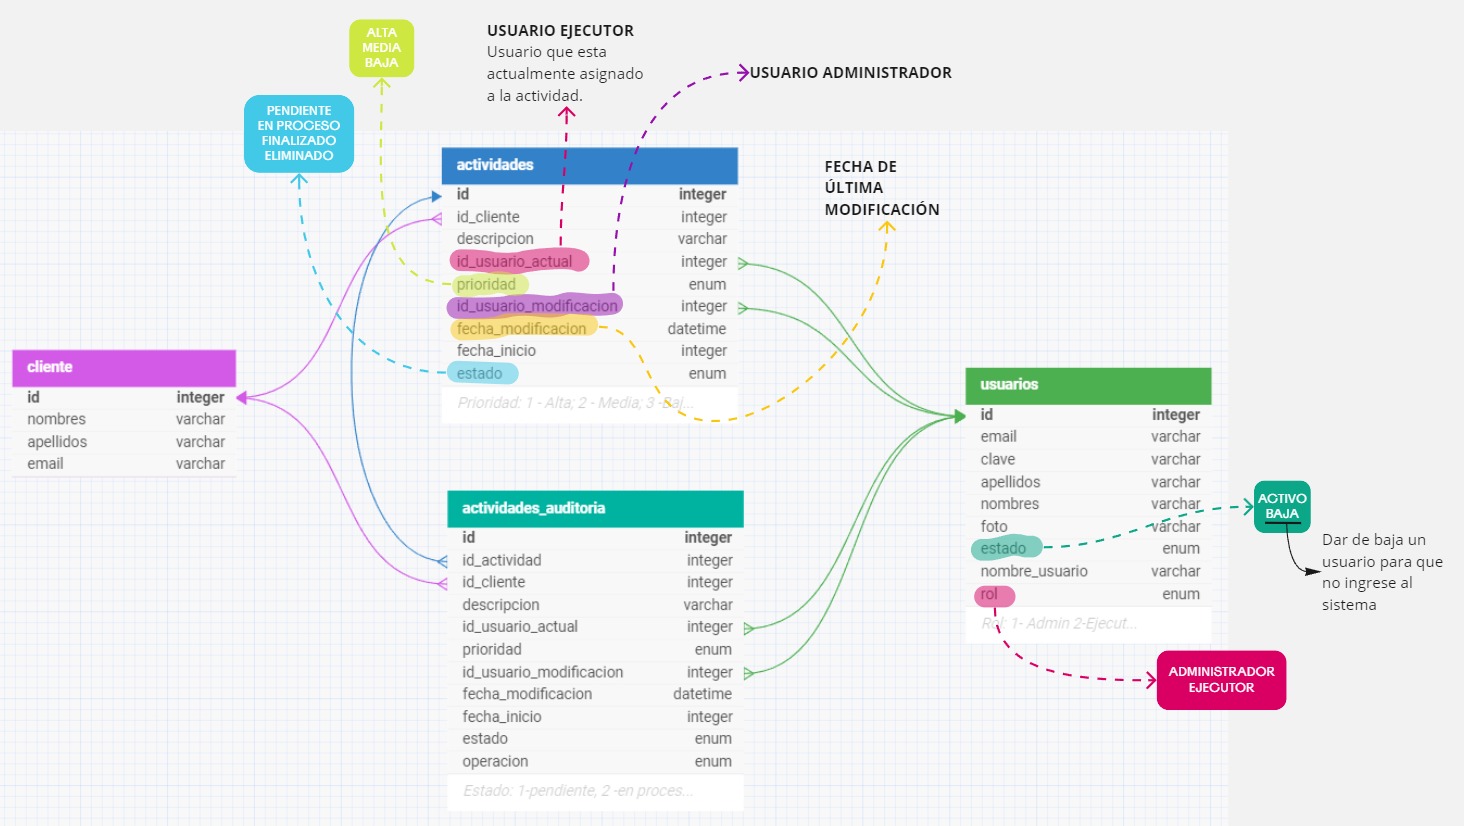 ALTA
MEDIA
BAJA
USUARIO EJECUTOR
Usuario que esta
actualmente asignado
a la actividad.
USUARIO ADMINISTRADOR
PENDIENTE
EN PROCESO
FINALIZADO
ELIMINADO
FECHA DE
ÚLTIMA
MODIFICACIÓN
actividades
id integer
id_cliente integer
descripcion varchar
id_usuario_actual integer
prioridad enum
id_usuario_modificacion integer
fecha_modificacion datetime
fecha_inicio integer
estado enum
Prioridad: 1 - Alta; 2 - Media; 3 -Baj...
cliente
id integer
nombres varchar
apellidos varchar
email varchar
usuarios
id integer
email varchar
clave varchar
apellidos varchar
nombres varchar
foto varchar
estado enum
nombre_usuario varchar
rol enum
Rol: 1- Admin 2-Ejecut...
ACTIVO
BAJA
Dar de baja un
usuario para que
no ingrese al
sistema
ADMINISTRADOR
EJECUTOR
actividades_auditoria
id integer
id_actividad integer
id_cliente integer
descripcion varchar
id_usuario_actual integer
prioridad enum
id_usuario_modificacion integer
fecha_modificacion datetime
fecha_inicio integer
estado enum
operacion enum
Estado: 1-pendiente, 2 -en proces...